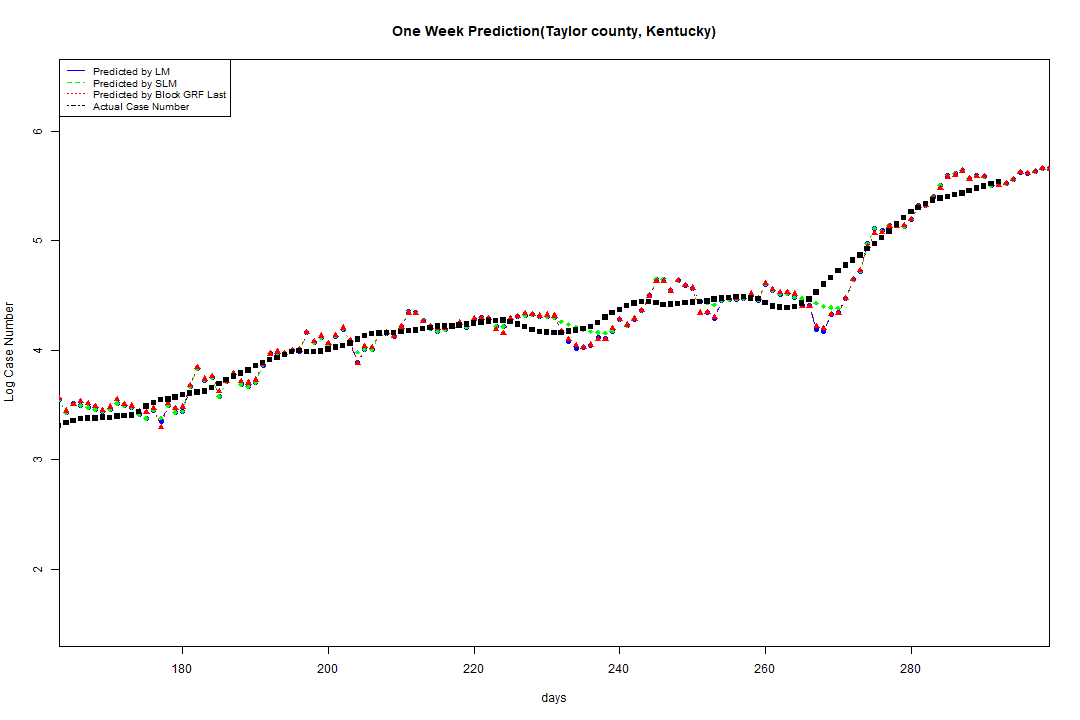 One Week Prediction(Taylor county, Kentucky)
Predicted by LM
Predicted by SLM
Predicted by Block GRF Last
Actual Case Number
6
5
4
3
2
Log Case Number
180 200 220 240 260 280
days